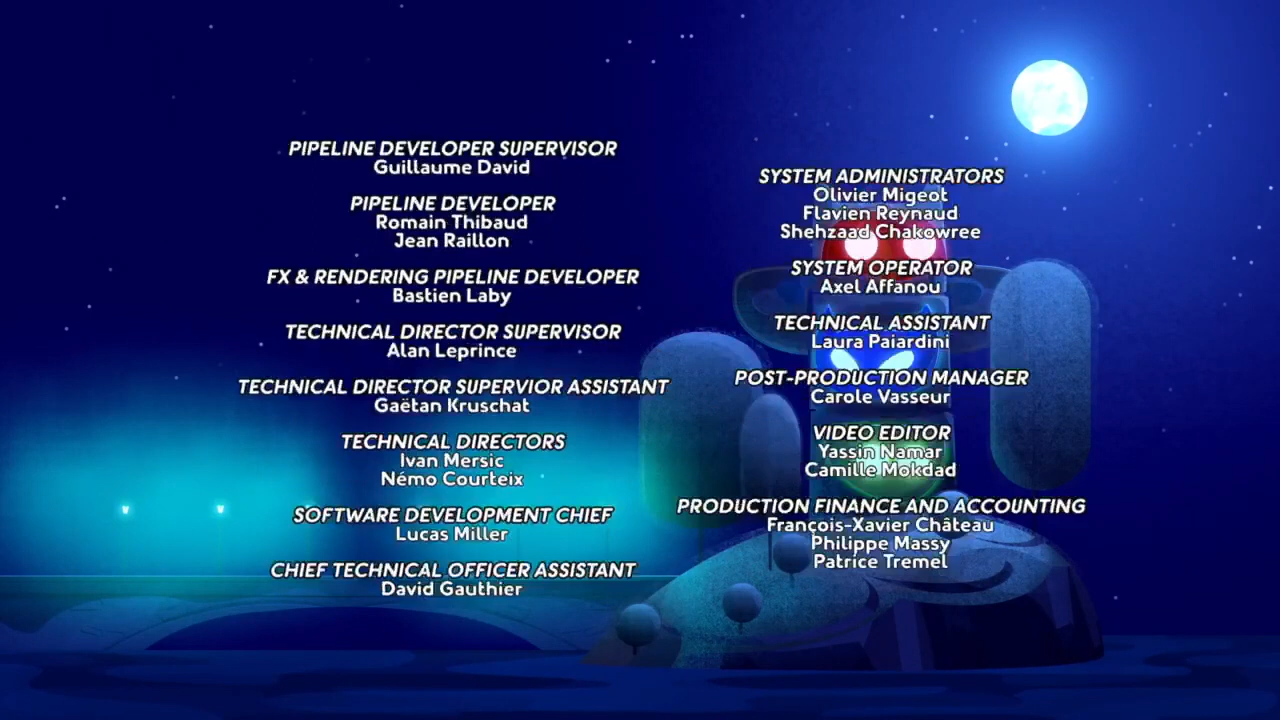 PIPELINE DEVELOPER SUPERVISOR
Guillaume David
PIPELINE DEVELOPER
Romain Thibaud
Jean Raillon
FX & RENDERING PIPELINE DEVELOPER
Bastien Laby
TECHNICAL DIRECTOR SUPERVISOR
Alan Leprince
TECHNICAL DIRECTOR SUPERVIOR ASSISTANT
Gaëtan Kruschat
TECHNICAL DIRECTORS
Ivan Mersic
Némo Courteix
SOFTWARE DEVELOPMENT CHIEF
Lucas Miller
CHIEF TECHNICAL OFFICER ASSISTANT
David Gauthier
SYSTEM ADMINISTRATORS
Olivier Migeot
Flavien Reynaud
Shehzaad Chakowree
SYSTEM OPERATOR
Axel Affanou
TECHNICAL ASSISTANT
Laura Paiardini
POST-PRODUCTION MANAGER
Carole Vasseur
VIDEO EDITOR
Yassin Namar
Camille Mokdad
PRODUCTION FINANCE AND ACCOUNTING
François-Xavier Château
Philippe Massy
Patrice Tremel